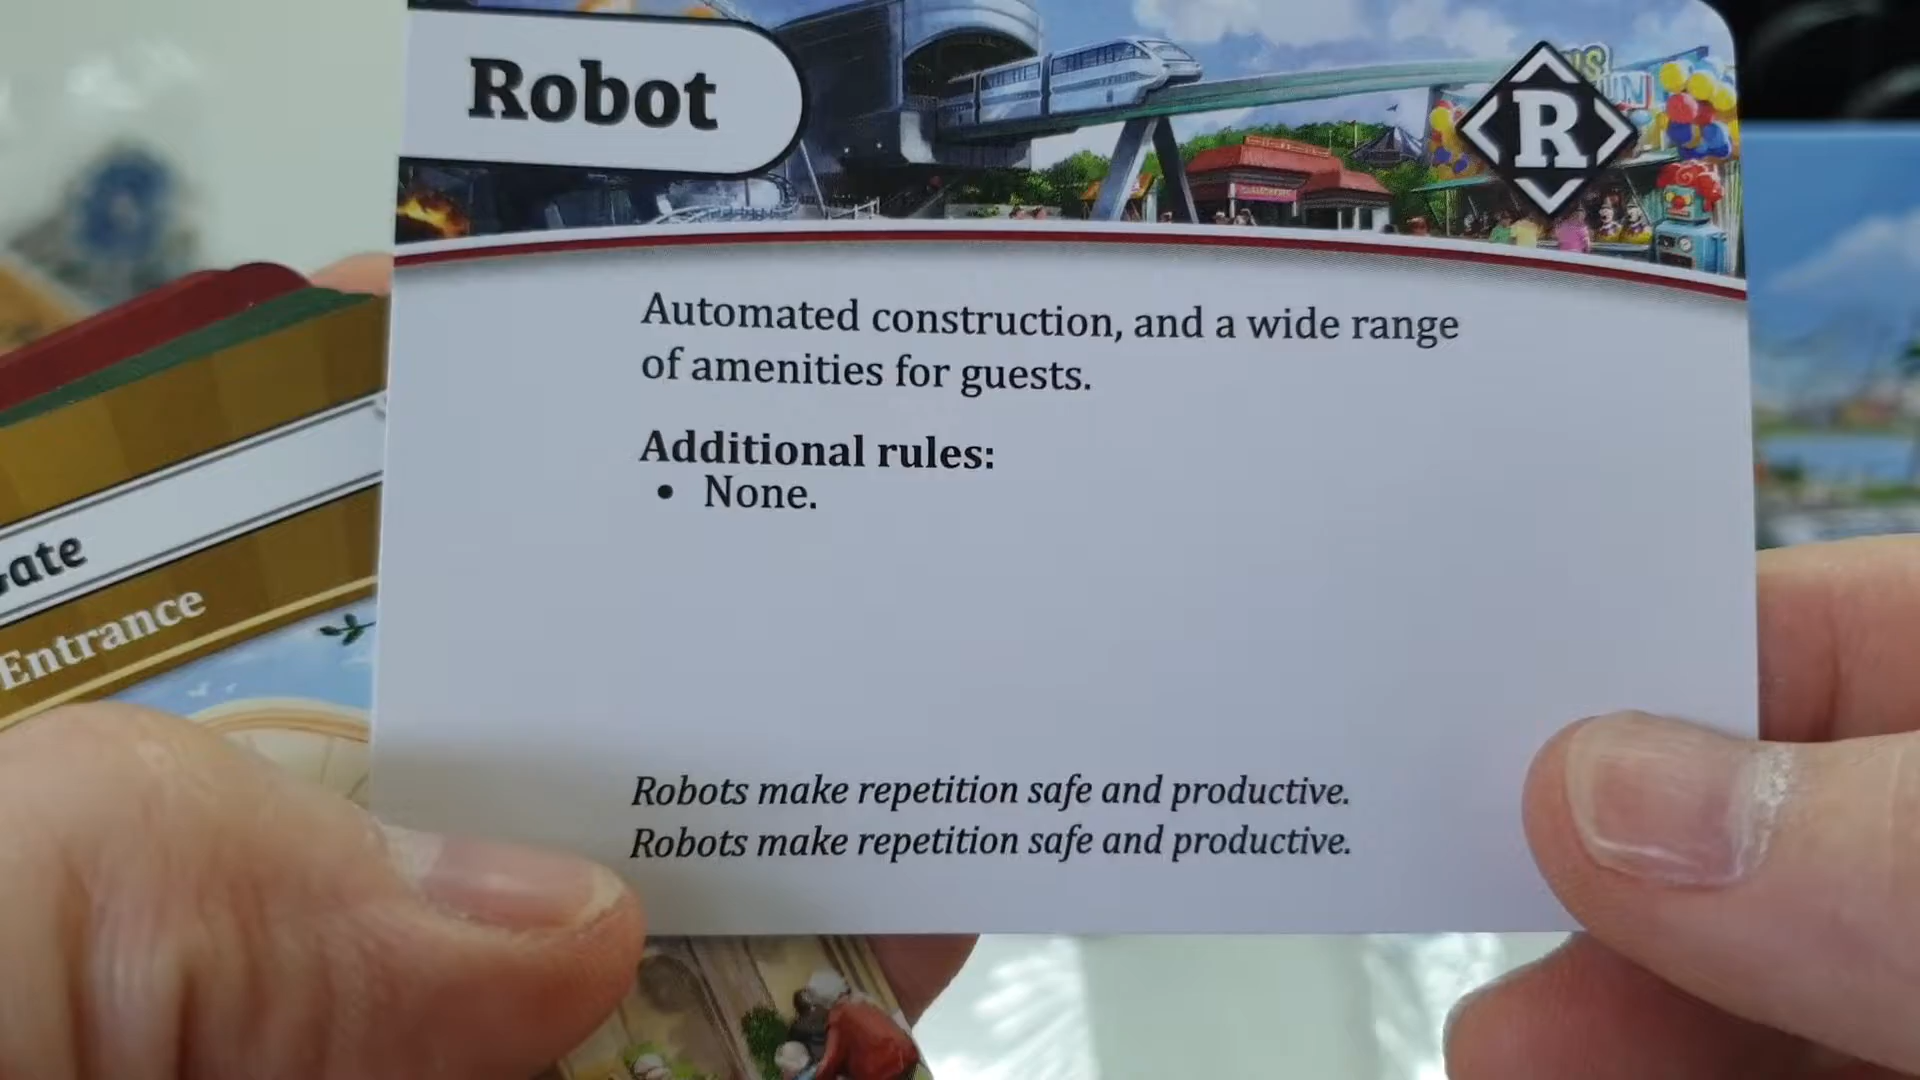 Robot
R
Automated construction, and a wide range
of amenities for guests.
Additional rules:
• None.
Robots make repetition safe and productive.
Robots make repetition safe and productive.
Entrance